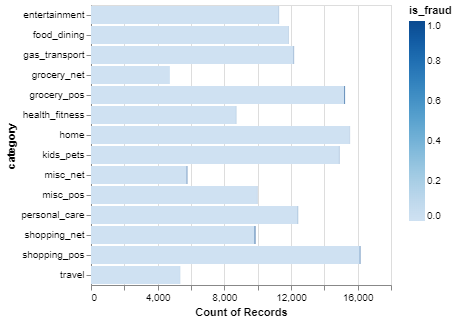 is_fraud
entertainment
food_dining
gas_transport
grocery_net
grocery_pos
health_fitness
home
kids_pets
misc_net
misc_pos
personal_care
shopping_net
shopping_pos
travel
category
0 4,000 8,000 12,000 16,000
Count of Records
1.0
0.8
0.6
0.4
0.2
0.0